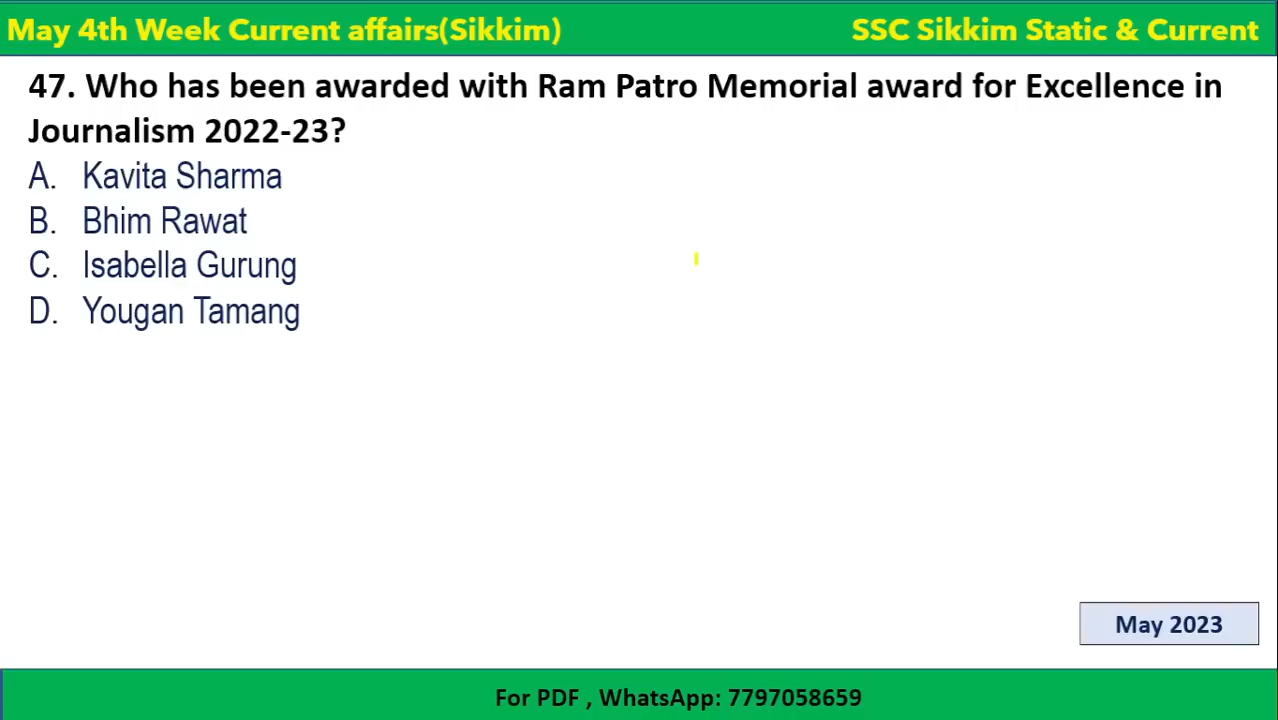 May 4th Week Current affairs(Sikkim)
SSC Sikkim Static & Current
47. Who has been awarded with Ram Patro Memorial award for Excellence in
Journalism 2022-23?
A. Kavita Sharma
B. Bhim Rawat
C. Isabella Gurung
D. Yougan Tamang
May 2023
For PDF , WhatsApp: 7797058659